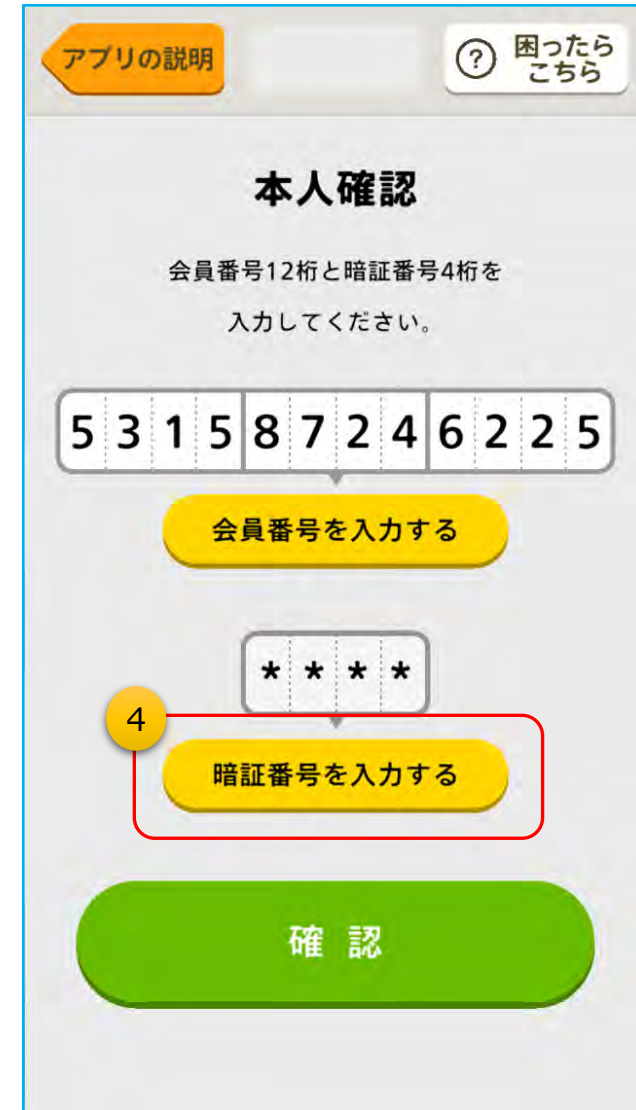 アプリの説明
? 困ったら
こちら
本人確認
会員番号12桁と暗証番号4桁を
入力してください。
5 3 1 5 8 7 2 4 6 2 2 5
会員番号を入力する
* * * *
4
暗証番号を入力する
確 認